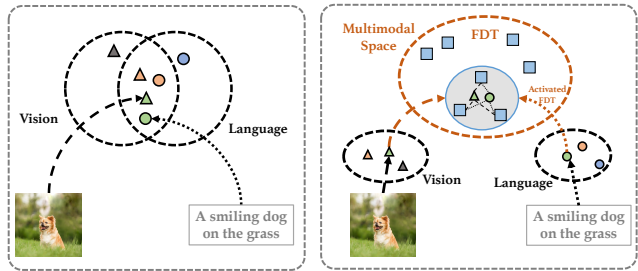 Vision
Language
A smiling dog
on the grass
Multimodal
Space
FDT
Activated
FDT
Vision
Language
A smiling dog
on the grass